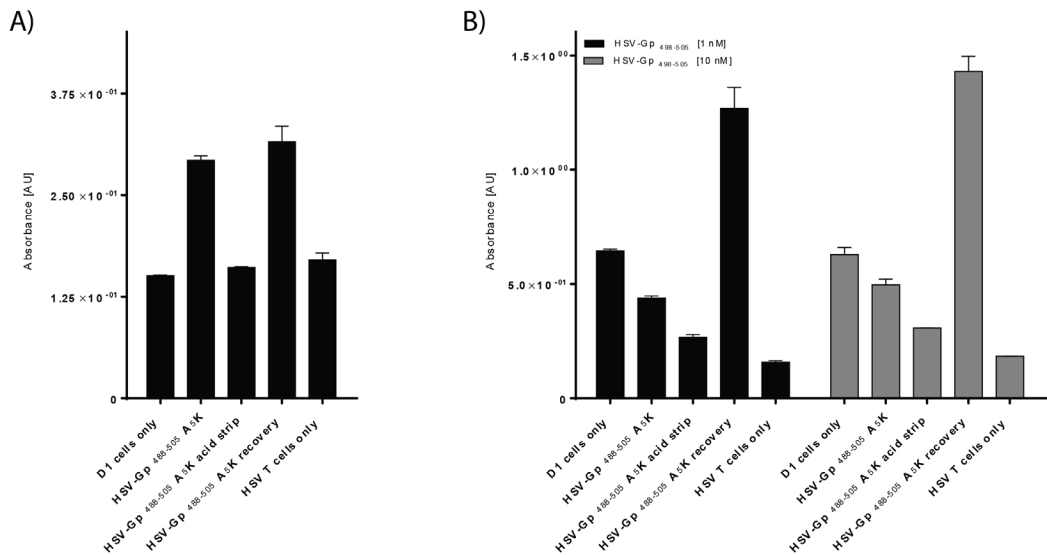 A)
Absorbance [AU]
3.75 ×10 -01
2.50 ×10 -01
1.25 ×10 -01
0
D1 cells only
HSV-Gp 488-505 A5K
HSV-Gp 488-505 A5K acid strip
HSV-Gp 488-505 A5K recovery
HSV T cells only
B)
HSV-Gp 498-505 [1 nM]
HSV-Gp 498-505 [10 nM]
Absorbance [AU]
1.5 ×10 00
1.0 ×10 00
5.0 ×10 -01
0
D1 cells only
HSV-Gp 488-505 A5K
HSV-Gp 488-505 A5K acid strip
HSV-Gp 488-505 A5K recovery
HSV T cells only
D1 cells only
HSV-Gp 488-505 A5K
HSV-Gp 488-505 A5K acid strip
HSV-Gp 488-505 A5K recovery
HSV T cells only